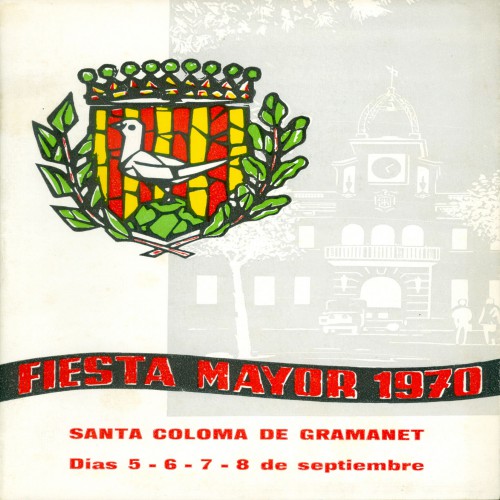 FIESTA MAYOR 1970
SANTA COLOMA DE GRAMANET
Dias 5 - 6 - 7 - 8 de septiembre